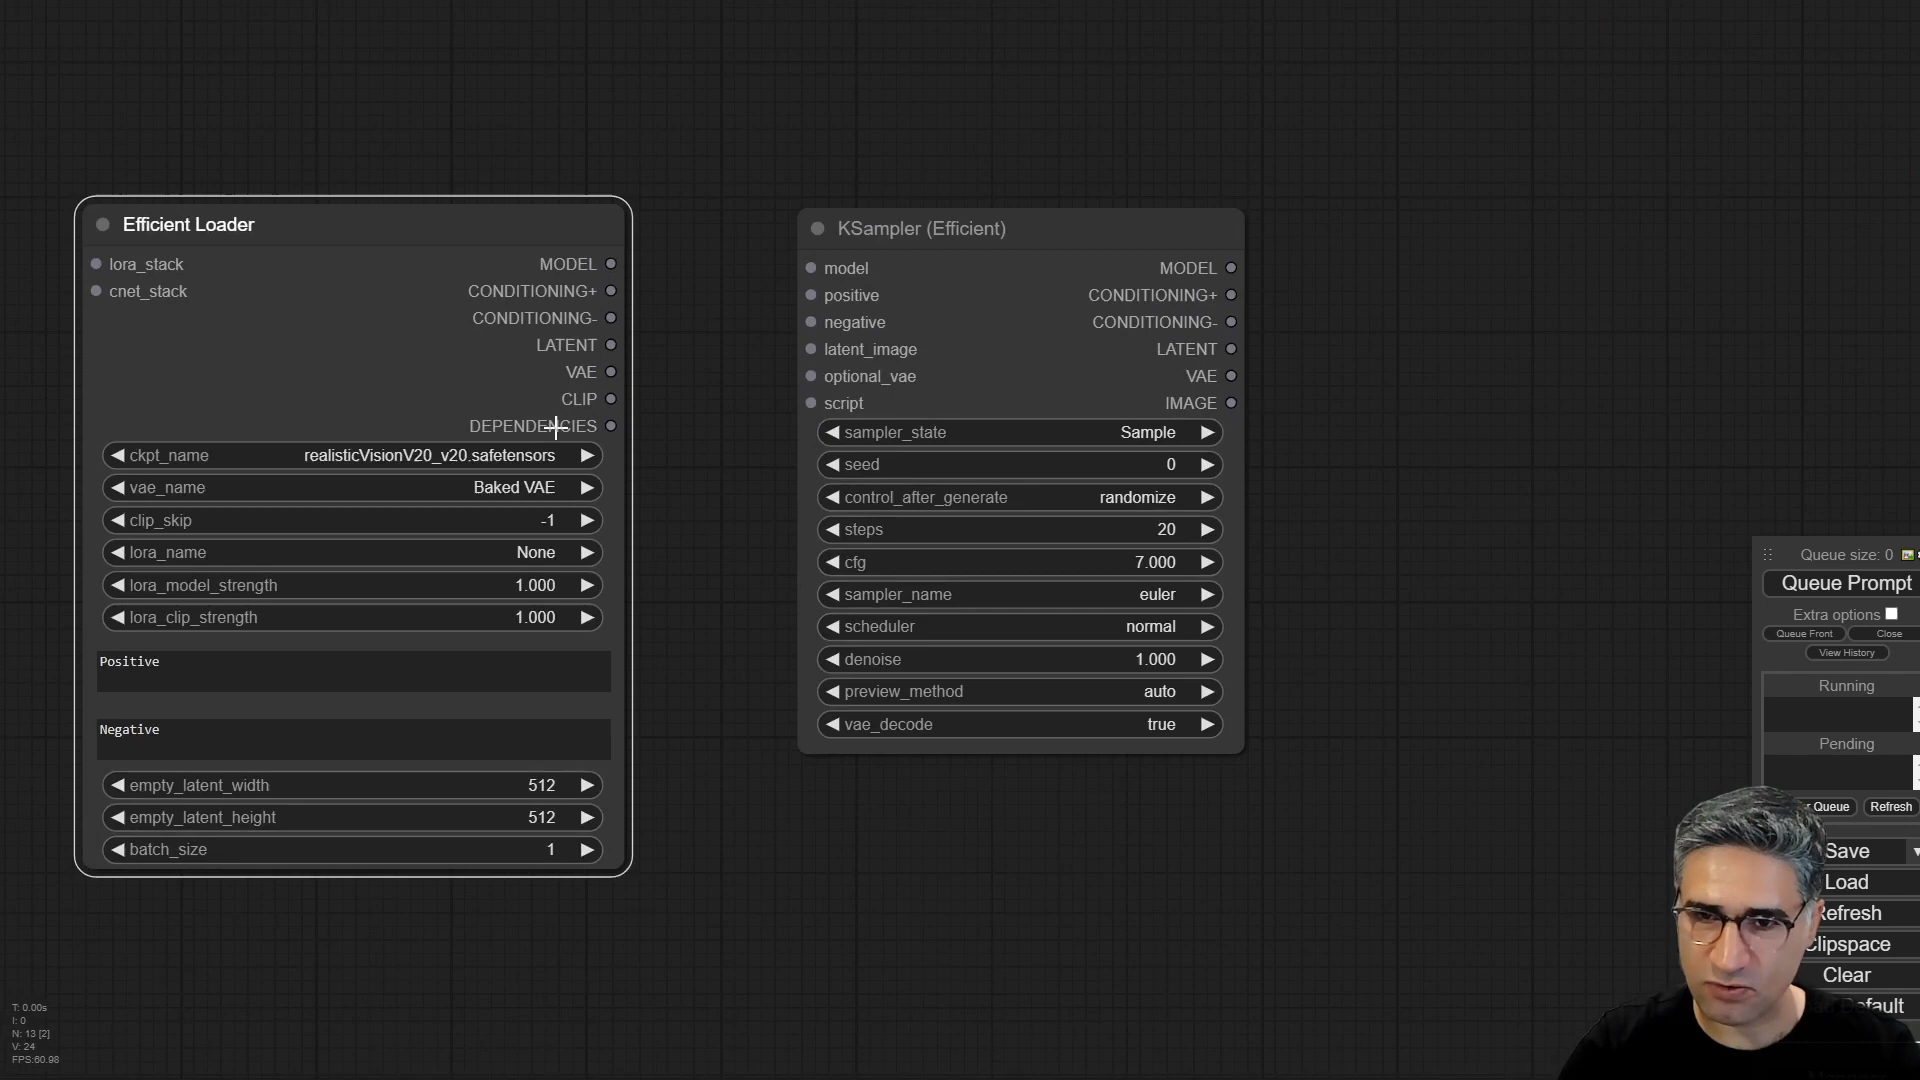 Efficient Loader
lora_stack MODEL
cnet_stack CONDITIONING+
CONDITIONING-
LATENT
VAE
CLIP
DEPENDENCIES
ckpt_name realisticVisionV20_v20.safetensors
vae_name Baked VAE
clip_skip -1
lora_name None
lora_model_strength 1.000
lora_clip_strength 1.000
Positive
Negative
empty_latent_width 512
empty_latent_height 512
batch_size 1
KSampler (Efficient)
model MODEL
positive CONDITIONING+
negative CONDITIONING-
latent_image LATENT
optional_vae VAE
script IMAGE
sampler_state Sample
seed 0
control_after_generate randomize
steps 20
cfg 7.000
sampler_name euler
scheduler normal
denoise 1.000
preview_method auto
vae_decode true
Queue size: 0
Queue Prompt
Extra options
Queue Front Close
View History
Running
Pending
Queue Refresh
Save
Load
Refresh
Clipspace
Clear
Default
T: 0.00s
I: 0
N: 13 [2]
V: 24
FPS:60.98